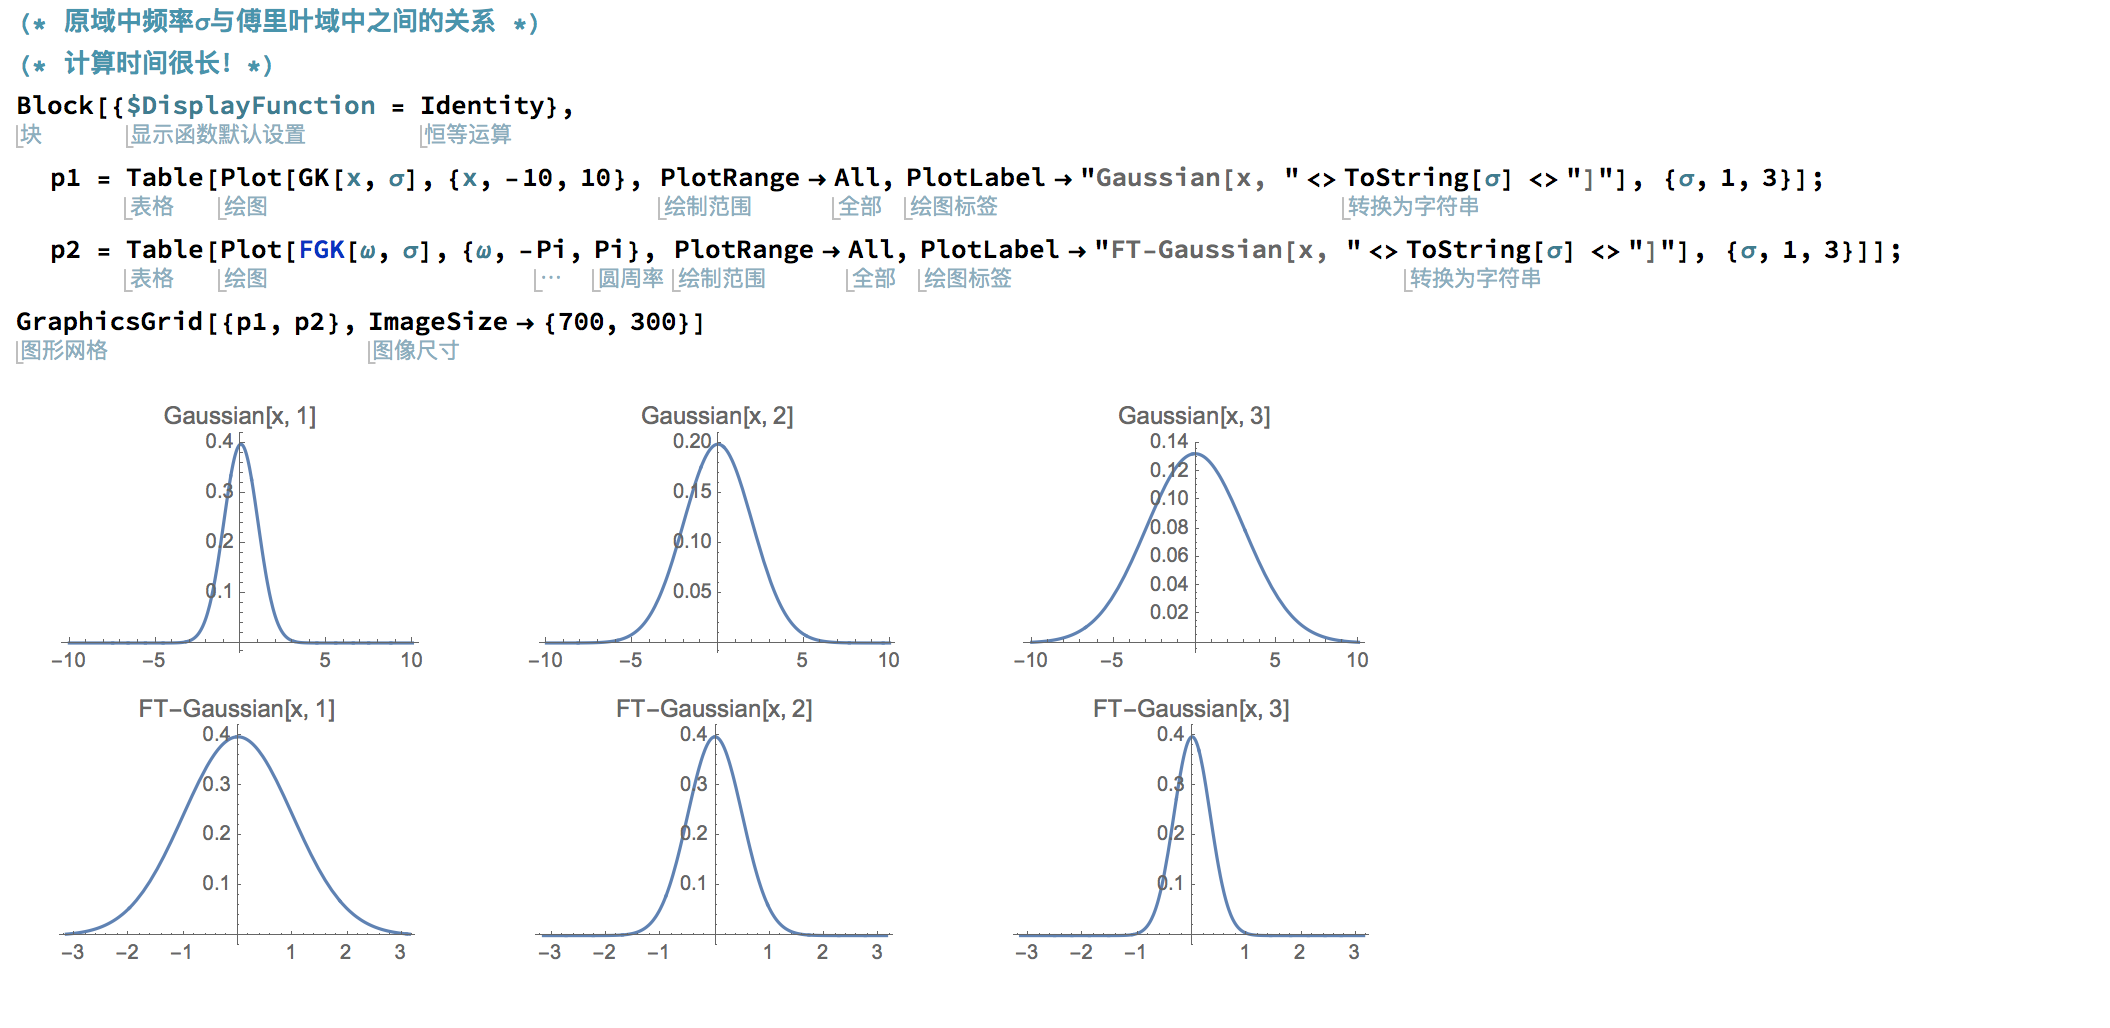 (* 原域中频率σ与傅里叶域中之间的关系 *)
(* 计算时间很长! *)
Block[{$DisplayFunction = Identity},
块 显示函数默认设置 恒等运算
p1 = Table[Plot[GK[x, σ], {x, -10, 10}, PlotRange → All, PlotLabel → "Gaussian[x, " <> ToString[σ] <> "]"], {σ, 1, 3}];
表格 绘图 绘制范围 全部 绘图标签 转换为字符串
p2 = Table[Plot[FGK[ω, σ], {ω, -Pi, Pi}, PlotRange → All, PlotLabel → "FT-Gaussian[x, " <> ToString[σ] <> "]"], {σ, 1, 3}]];
表格 绘图 ⋯ 圆周率 绘制范围 全部 绘图标签 转换为字符串
GraphicsGrid[{p1, p2}, ImageSize → {700, 300}]
图形网格 图像尺寸
Gaussian[x, 1]
0.4
0.3
0.2
0.1
-10 -5 5 10
Gaussian[x, 2]
0.20
0.15
0.10
0.05
-10 -5 5 10
Gaussian[x, 3]
0.14
0.12
0.10
0.08
0.06
0.04
0.02
-10 -5 5 10
FT-Gaussian[x, 1]
0.4
0.3
0.2
0.1
-3 -2 -1 1 2 3
FT-Gaussian[x, 2]
0.4
0.3
0.2
0.1
-3 -2 -1 1 2 3
FT-Gaussian[x, 3]
0.4
0.3
0.2
0.1
-3 -2 -1 1 2 3